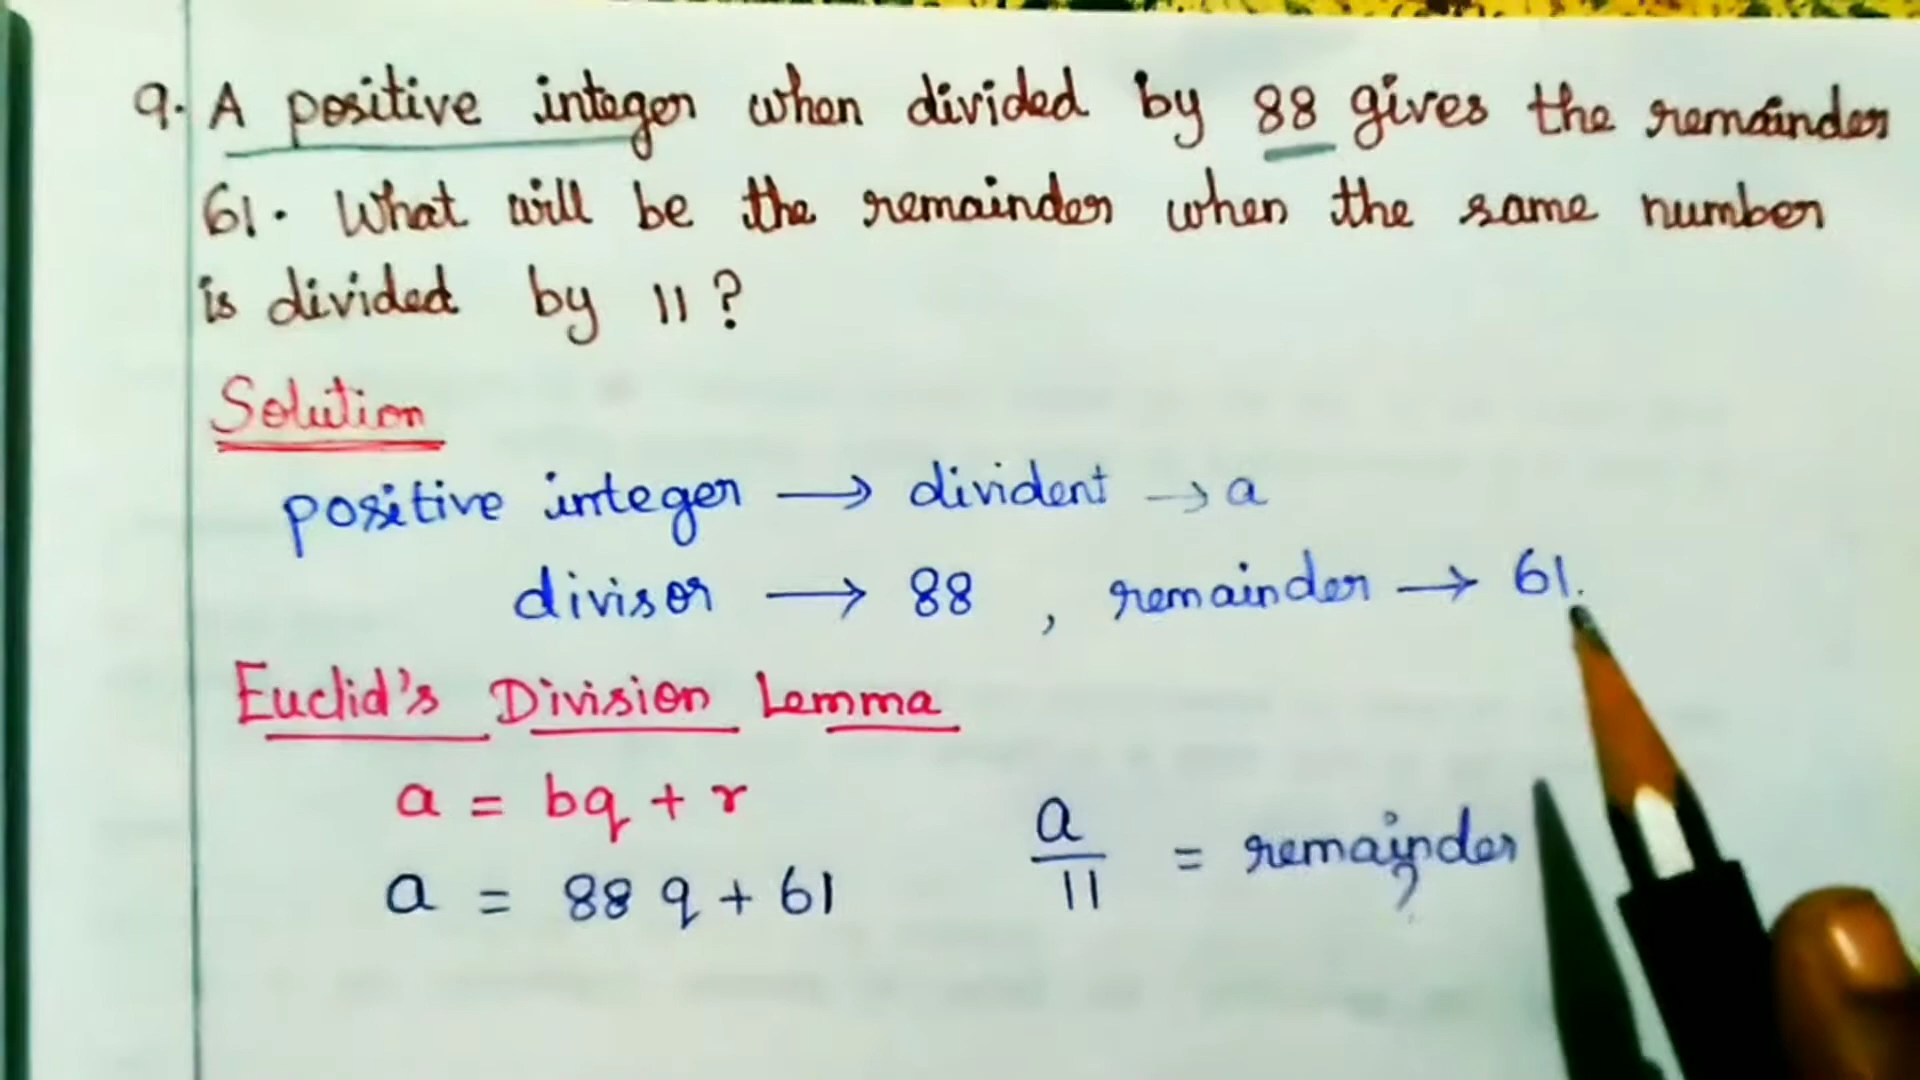 9. A positive integer when divided by 88 gives the remainder
61. What will be the remainder when the same number
is divided by 11?
Solution
positive integer → divident → a
divisor → 88 , remainder → 61.
Euclid's Division Lemma
a = bq + r
a = 88 q + 61
a/11 = remainder ?